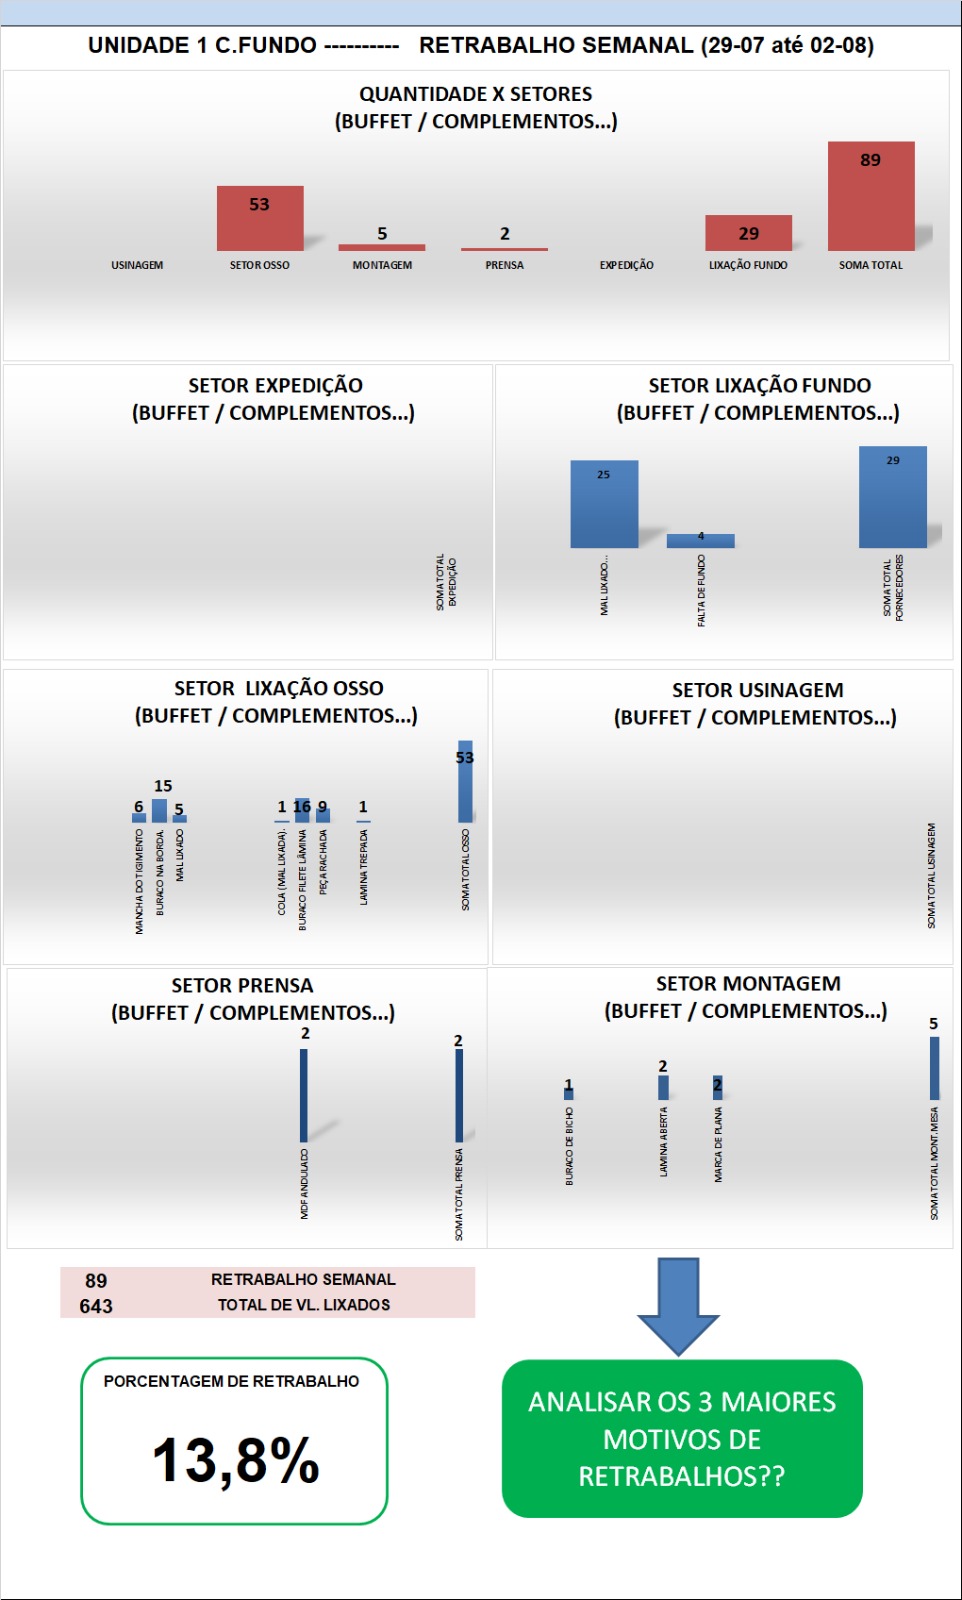 UNIDADE 1 C.FUNDO ---------- RETRABALHO SEMANAL (29-07 até 02-08)
QUANTIDADE X SETORES
(BUFFET / COMPLEMENTOS...)
53
5
2
29
89
USINAGEM
SETOR OSSO
MONTAGEM
PRENSA
EXPEDIÇÃO
LIXAÇÃO FUNDO
SOMA TOTAL
SETOR EXPEDIÇÃO
(BUFFET / COMPLEMENTOS...)
SOMA TOTAL
EXPEDIÇÃO
SETOR LIXAÇÃO FUNDO
(BUFFET / COMPLEMENTOS...)
25
4
29
MAL LIXADO...
FALTA DE FUNDO
SOMA TOTAL
FORNECEDORES
SETOR LIXAÇÃO OSSO
(BUFFET / COMPLEMENTOS...)
6
15
5
1
16
9
1
53
MANCHA DO TIGIMENTO
BURACO NA BORDA.
MAL LIXADO
COLA (MAL LIXADA).
BURACO FILETE LÂMINA
PEÇA RACHADA
LAMINA TREPADA
SOMA TOTAL OSSO
SETOR USINAGEM
(BUFFET / COMPLEMENTOS...)
SOMA TOTAL USINAGEM
SETOR PRENSA
(BUFFET / COMPLEMENTOS...)
2
2
MDF ANDULADO
SOMA TOTAL PRENSA
SETOR MONTAGEM
(BUFFET / COMPLEMENTOS...)
1
2
2
5
BURACO DE BICHO
LAMINA ABERTA
MARCA DE PLANA
SOMA TOTAL MONT.MESA
89 RETRABALHO SEMANAL
643 TOTAL DE VL. LIXADOS
PORCENTAGEM DE RETRABALHO
13,8%
ANALISAR OS 3 MAIORES
MOTIVOS DE
RETRABALHOS??